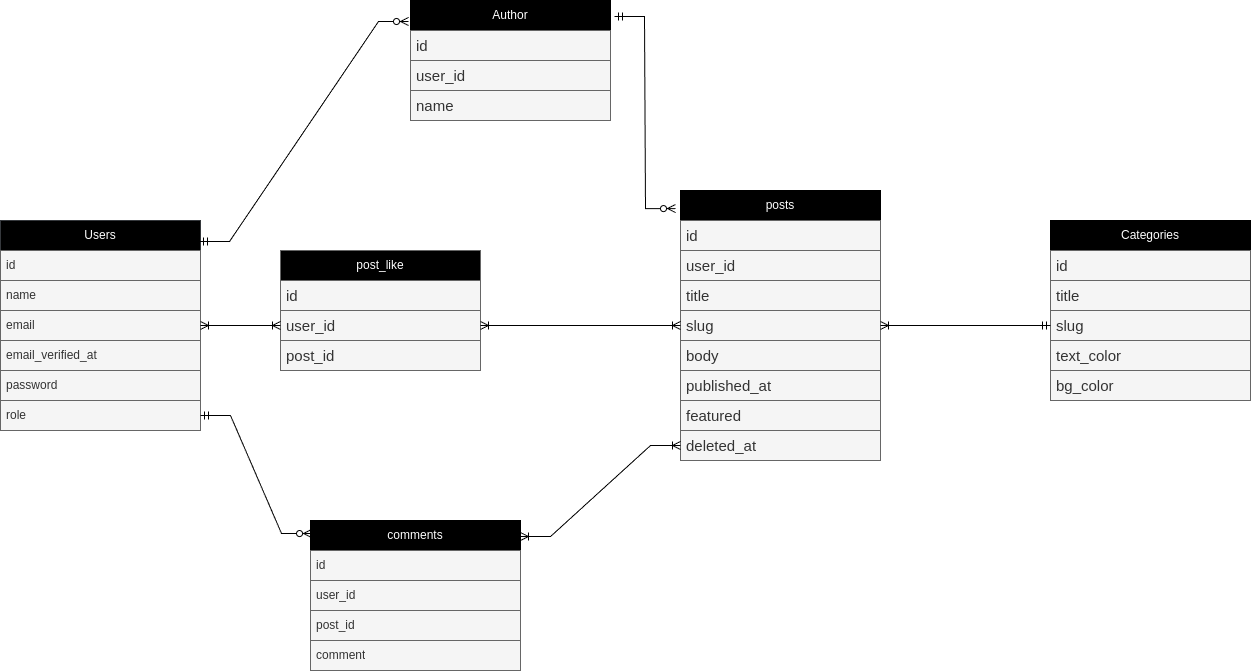 Author
id
user_id
name
Users
id
name
email
email_verified_at
password
role
post_like
id
user_id
post_id
posts
id
user_id
title
slug
body
published_at
featured
deleted_at
Categories
id
title
slug
text_color
bg_color
comments
id
user_id
post_id
comment